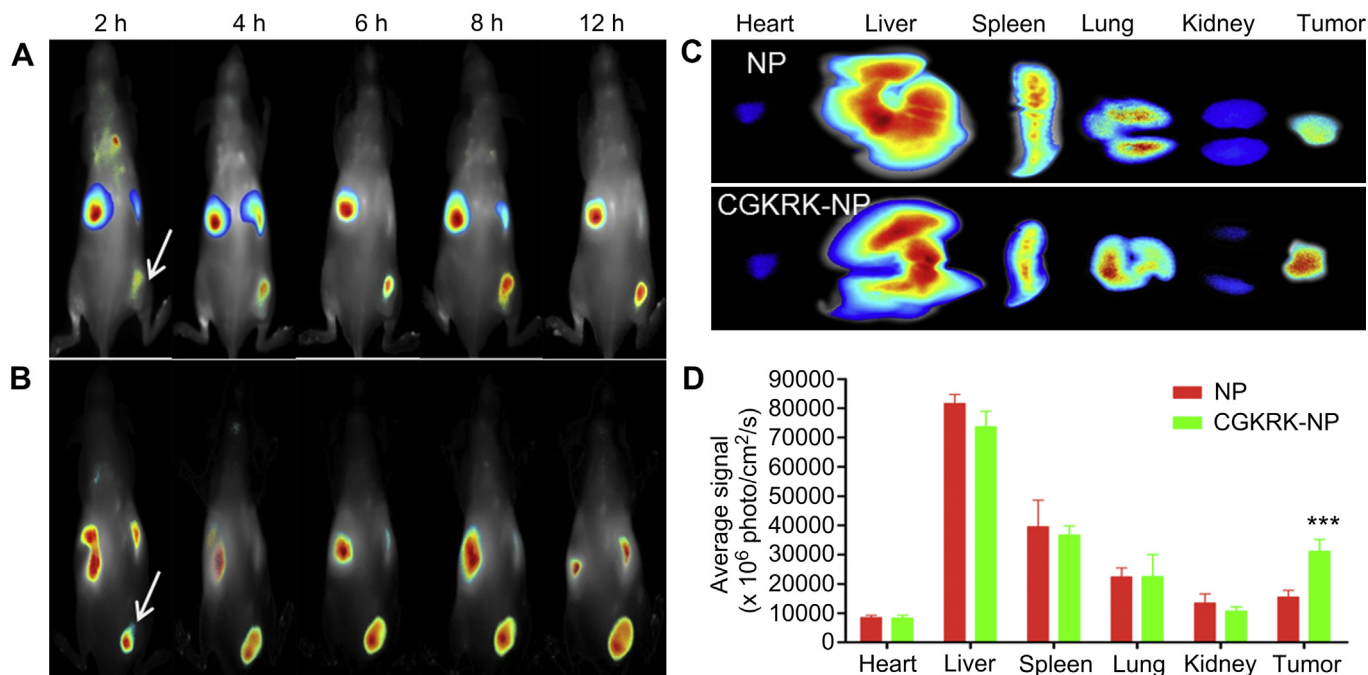 2 h 4 h 6 h 8 h 12 h
A
B
Heart Liver Spleen Lung Kidney Tumor
C
NP
CGKRK-NP
D
Average signal
(x 10⁶ photo/cm²/s)
90000
80000
70000
60000
50000
40000
30000
20000
10000
0
NP
CGKRK-NP
***
Heart Liver Spleen Lung Kidney Tumor